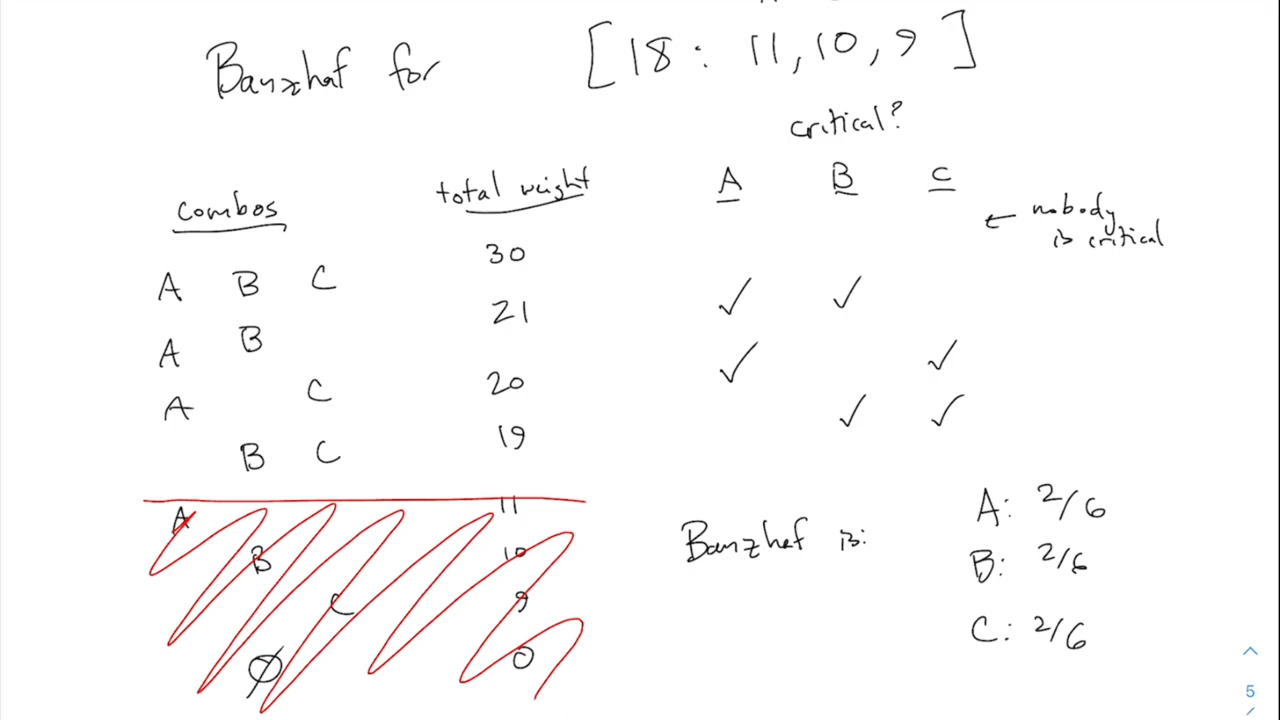 Banzhaf for [18: 11, 10, 9]
critical?
combos total weight A B C
← nobody is critical
A B C 30
A B 21 ✓ ✓
A C 20 ✓ ✓
B C 19 ✓ ✓
A 11
B 10
C 9
∅ 0
Banzhaf is:
A: 2/6
B: 2/6
C: 2/6
5